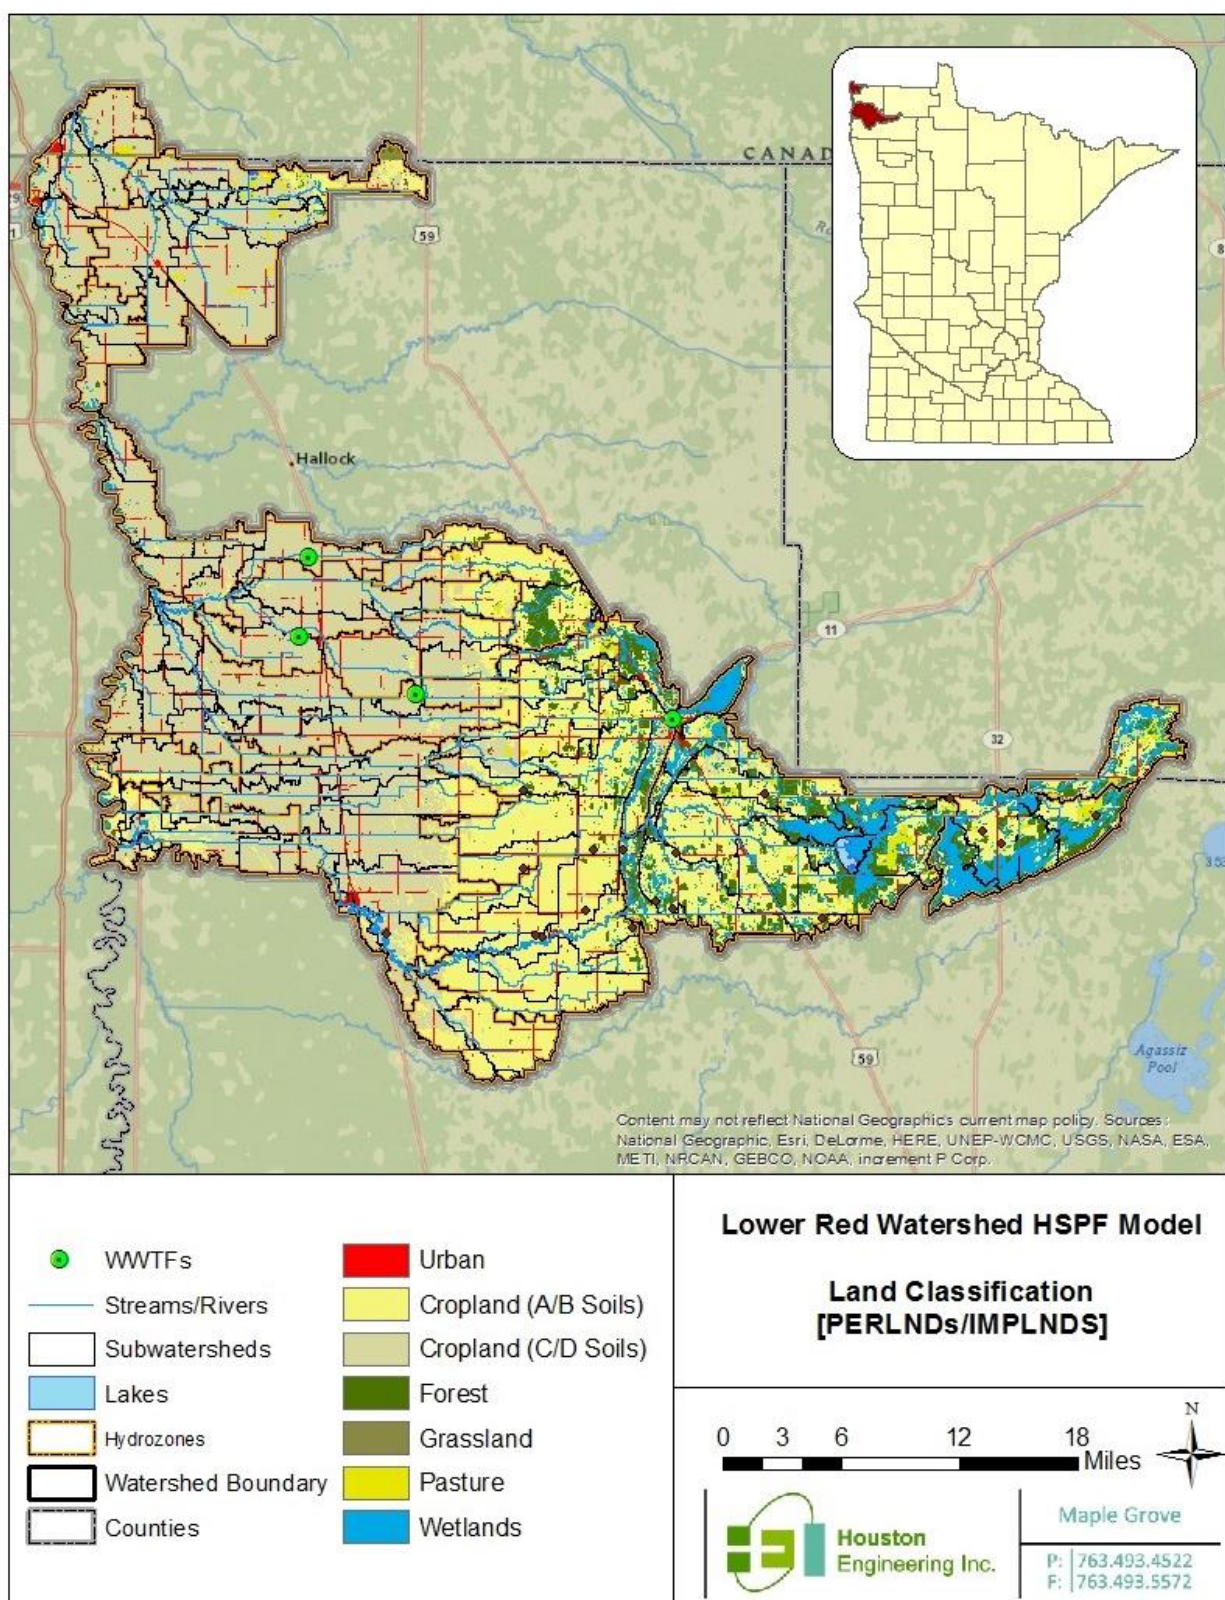 CANAD
59
Hallock
11
32
59
Agassiz
Pool
Content may not reflect National Geographic's current map policy. Sources:
National Geographic, Esri, DeLorme, HERE, UNEP-WCMC, USGS, NASA, ESA,
METI, NRCAN, GEBCO, NOAA, increment P Corp.
WWTFs
Streams/Rivers
Subwatersheds
Lakes
Hydrozones
Watershed Boundary
Counties
Urban
Cropland (A/B Soils)
Cropland (C/D Soils)
Forest
Grassland
Pasture
Wetlands
Lower Red Watershed HSPF Model
Land Classification
[PERLNDs/IMPLNDS]
N
0 3 6 12 18
Miles
Houston
Engineering Inc.
Maple Grove
P: 763.493.4522
F: 763.493.5572